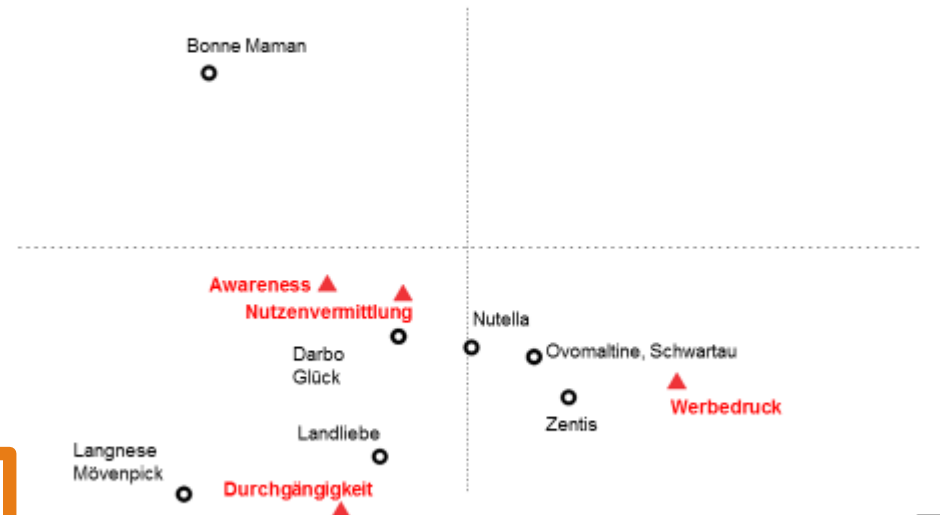 Bonne Maman
Awareness
Nutzenvermittlung
Nutella
Darbo
Glück
Ovomaltine, Schwartau
Werbedruck
Zentis
Landliebe
Langnese
Mövenpick
Durchgängigkeit